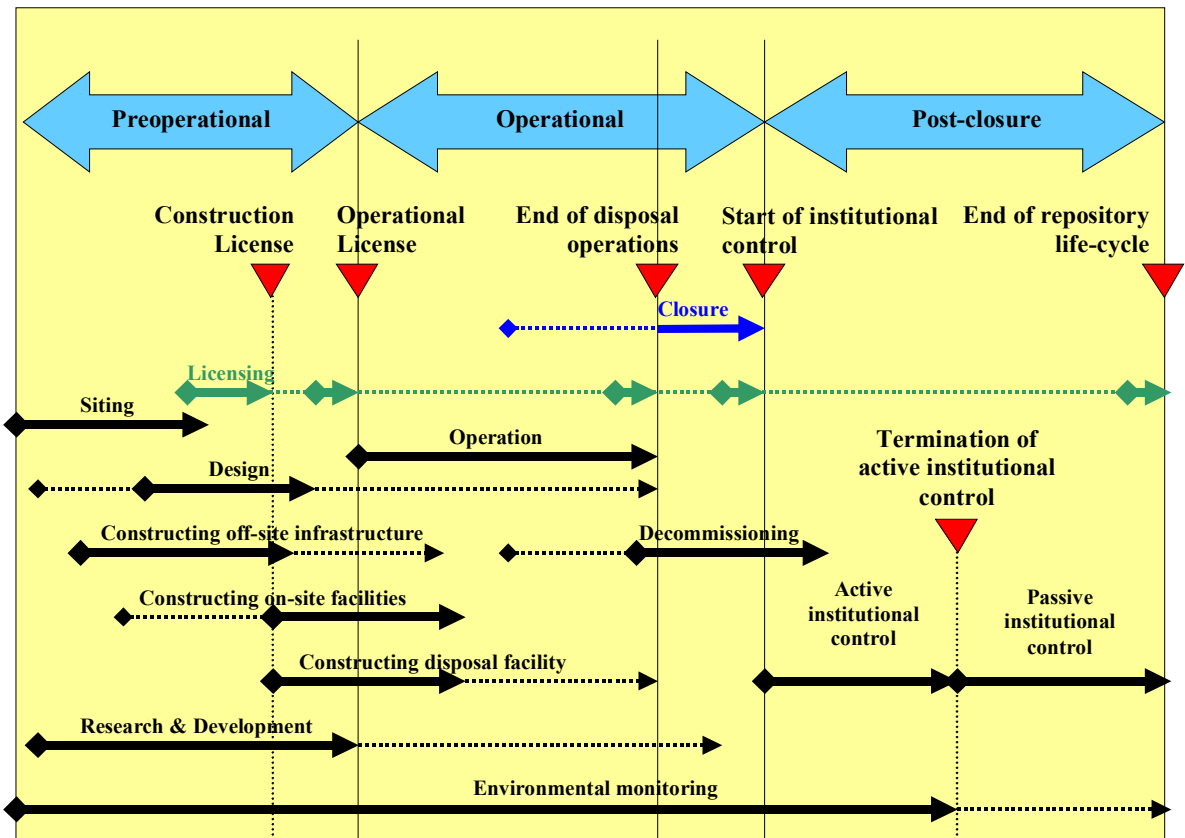 Preoperational
Operational
Post-closure
Construction
License
Operational
License
End of disposal
operations
Start of institutional
control
End of repository
life-cycle
Closure
Licensing
Siting
Operation
Termination of
active institutional
control
Design
Constructing off-site infrastructure
Decommissioning
Constructing on-site facilities
Active
institutional
control
Passive
institutional
control
Constructing disposal facility
Research & Development
Environmental monitoring